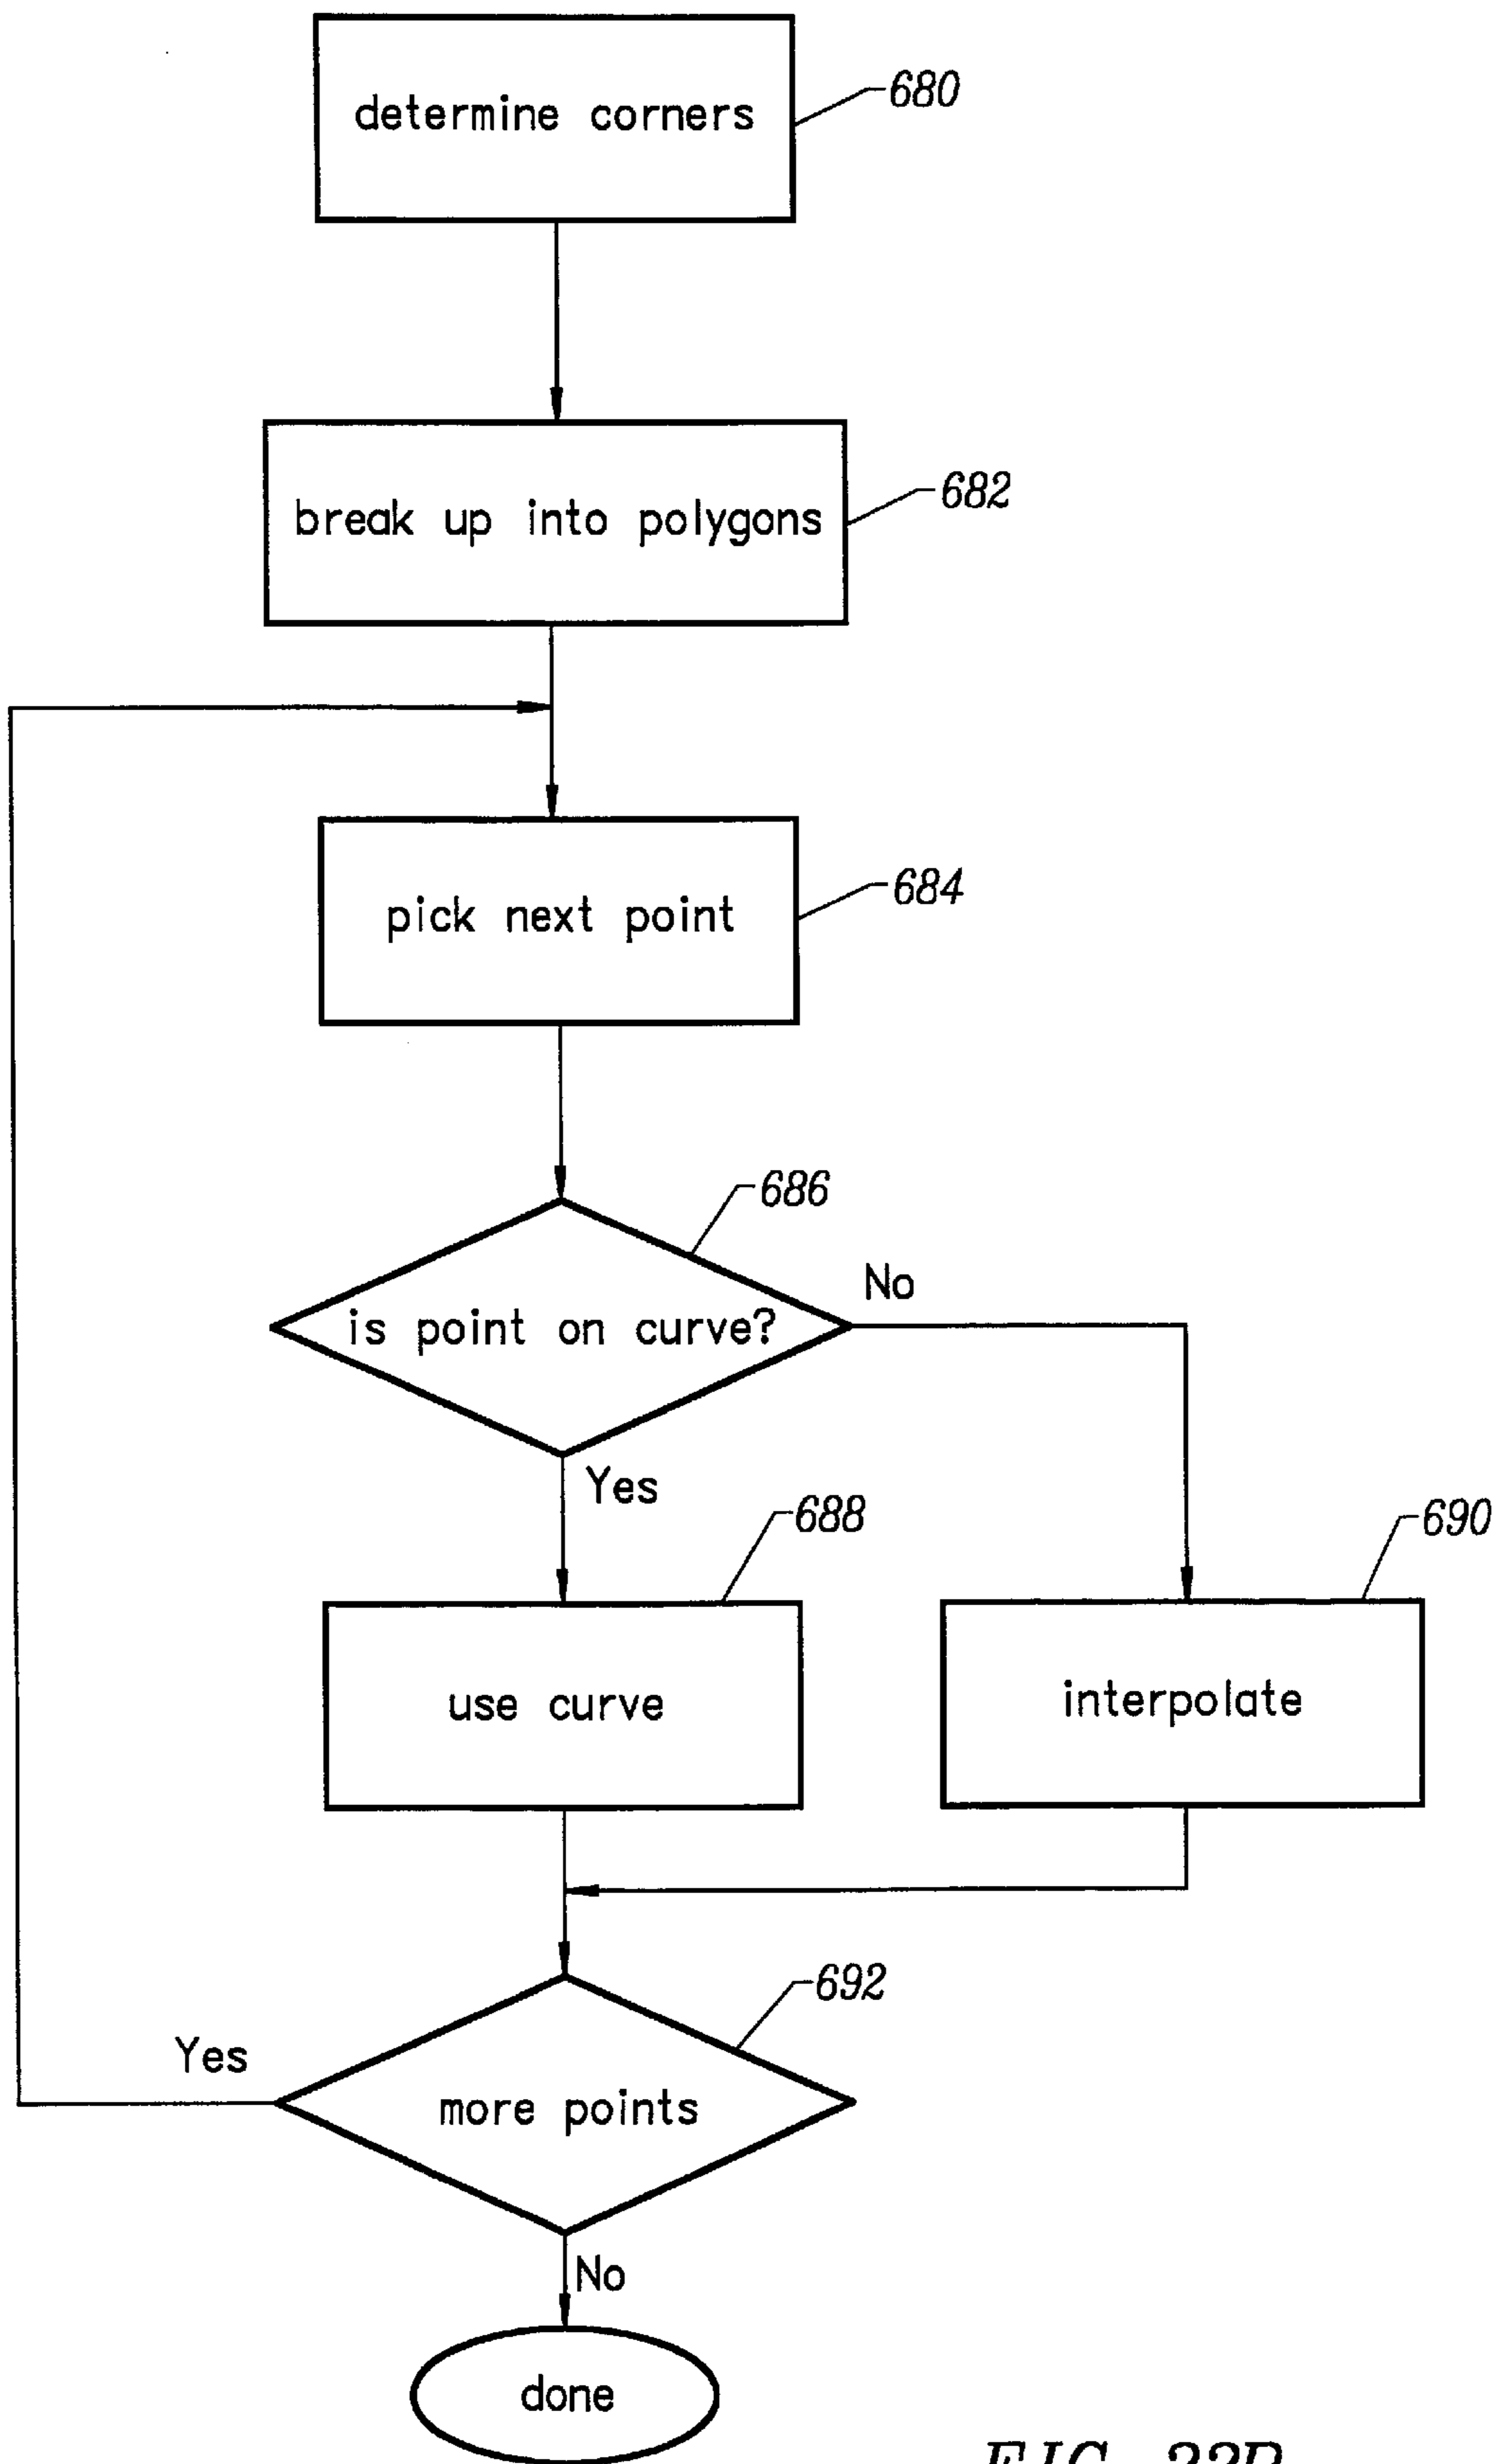 determine corners
680
break up into polygons
682
pick next point
684
686
is point on curve?
No
Yes
688
690
use curve
interpolate
692
Yes
more points
No
done